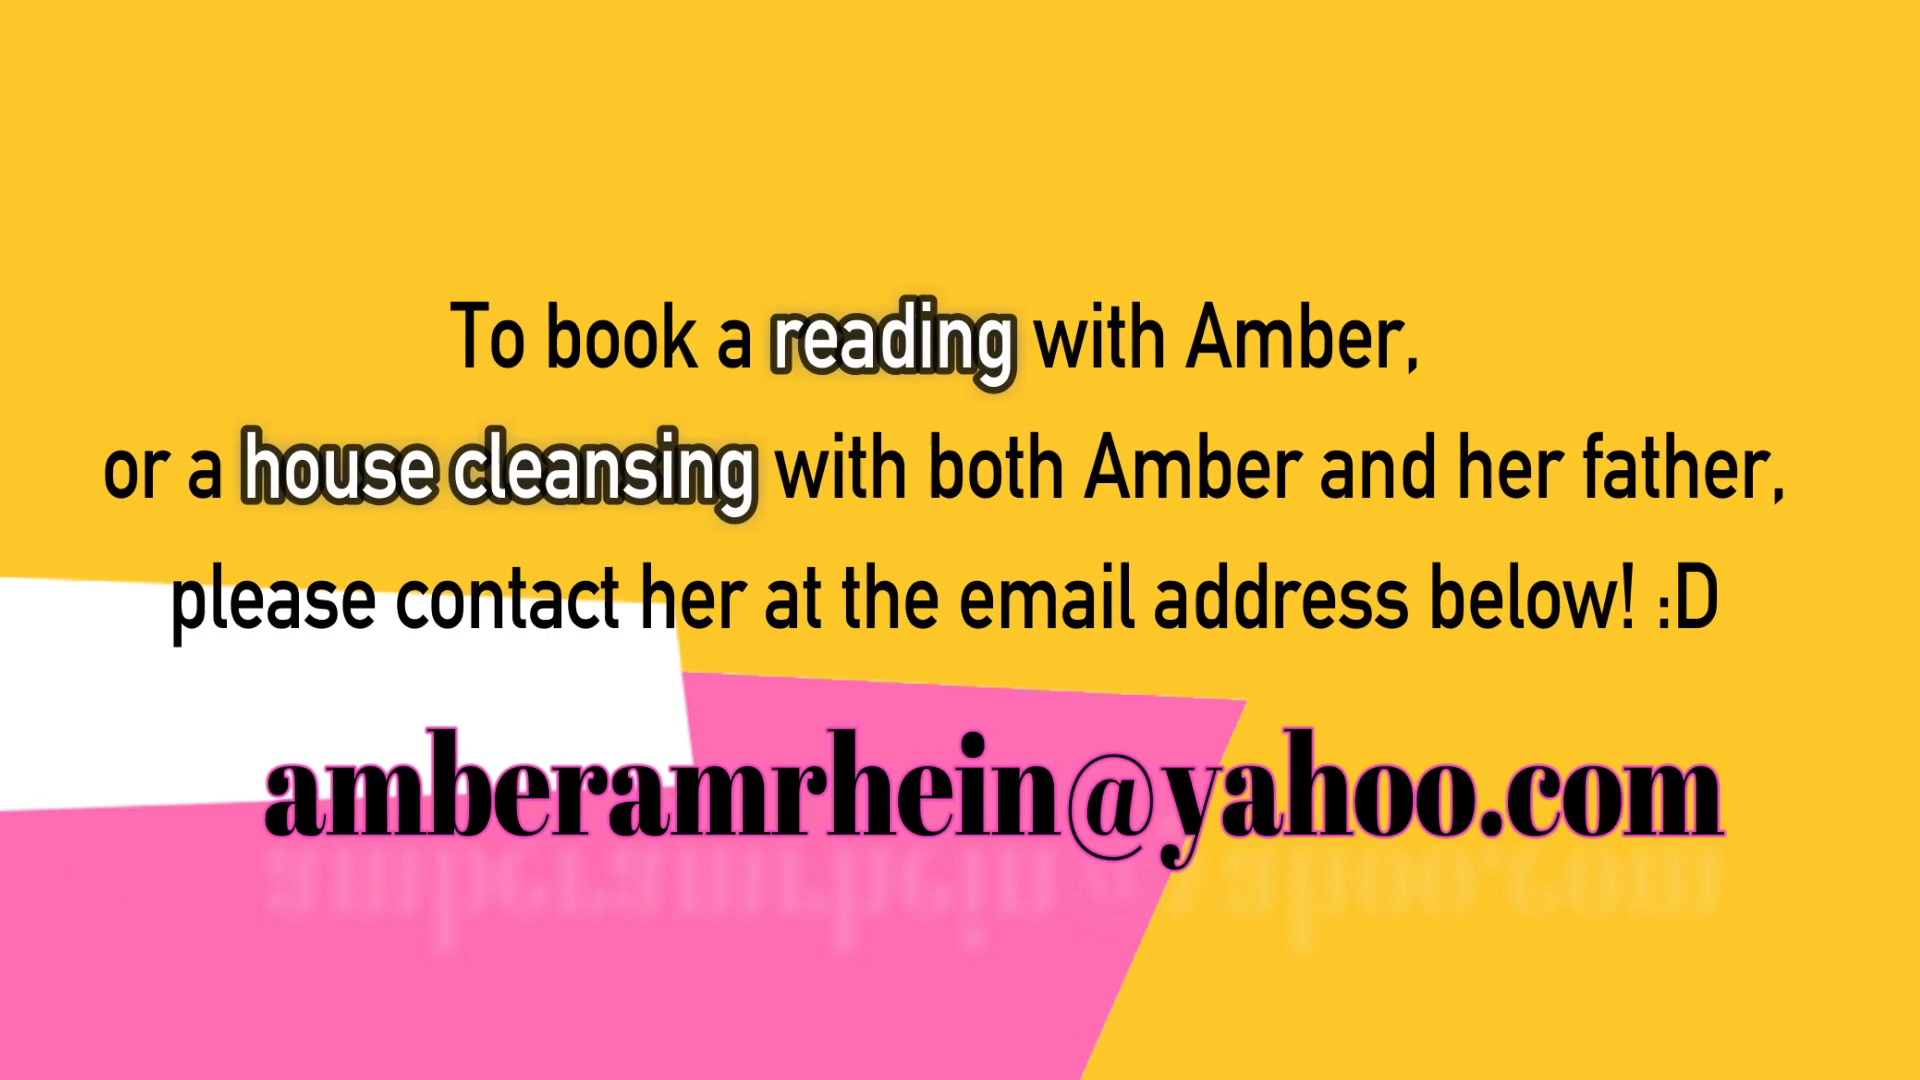 To book a reading with Amber,
or a house cleansing with both Amber and her father,
please contact her at the email address below! :D
amberamrhein@yahoo.com